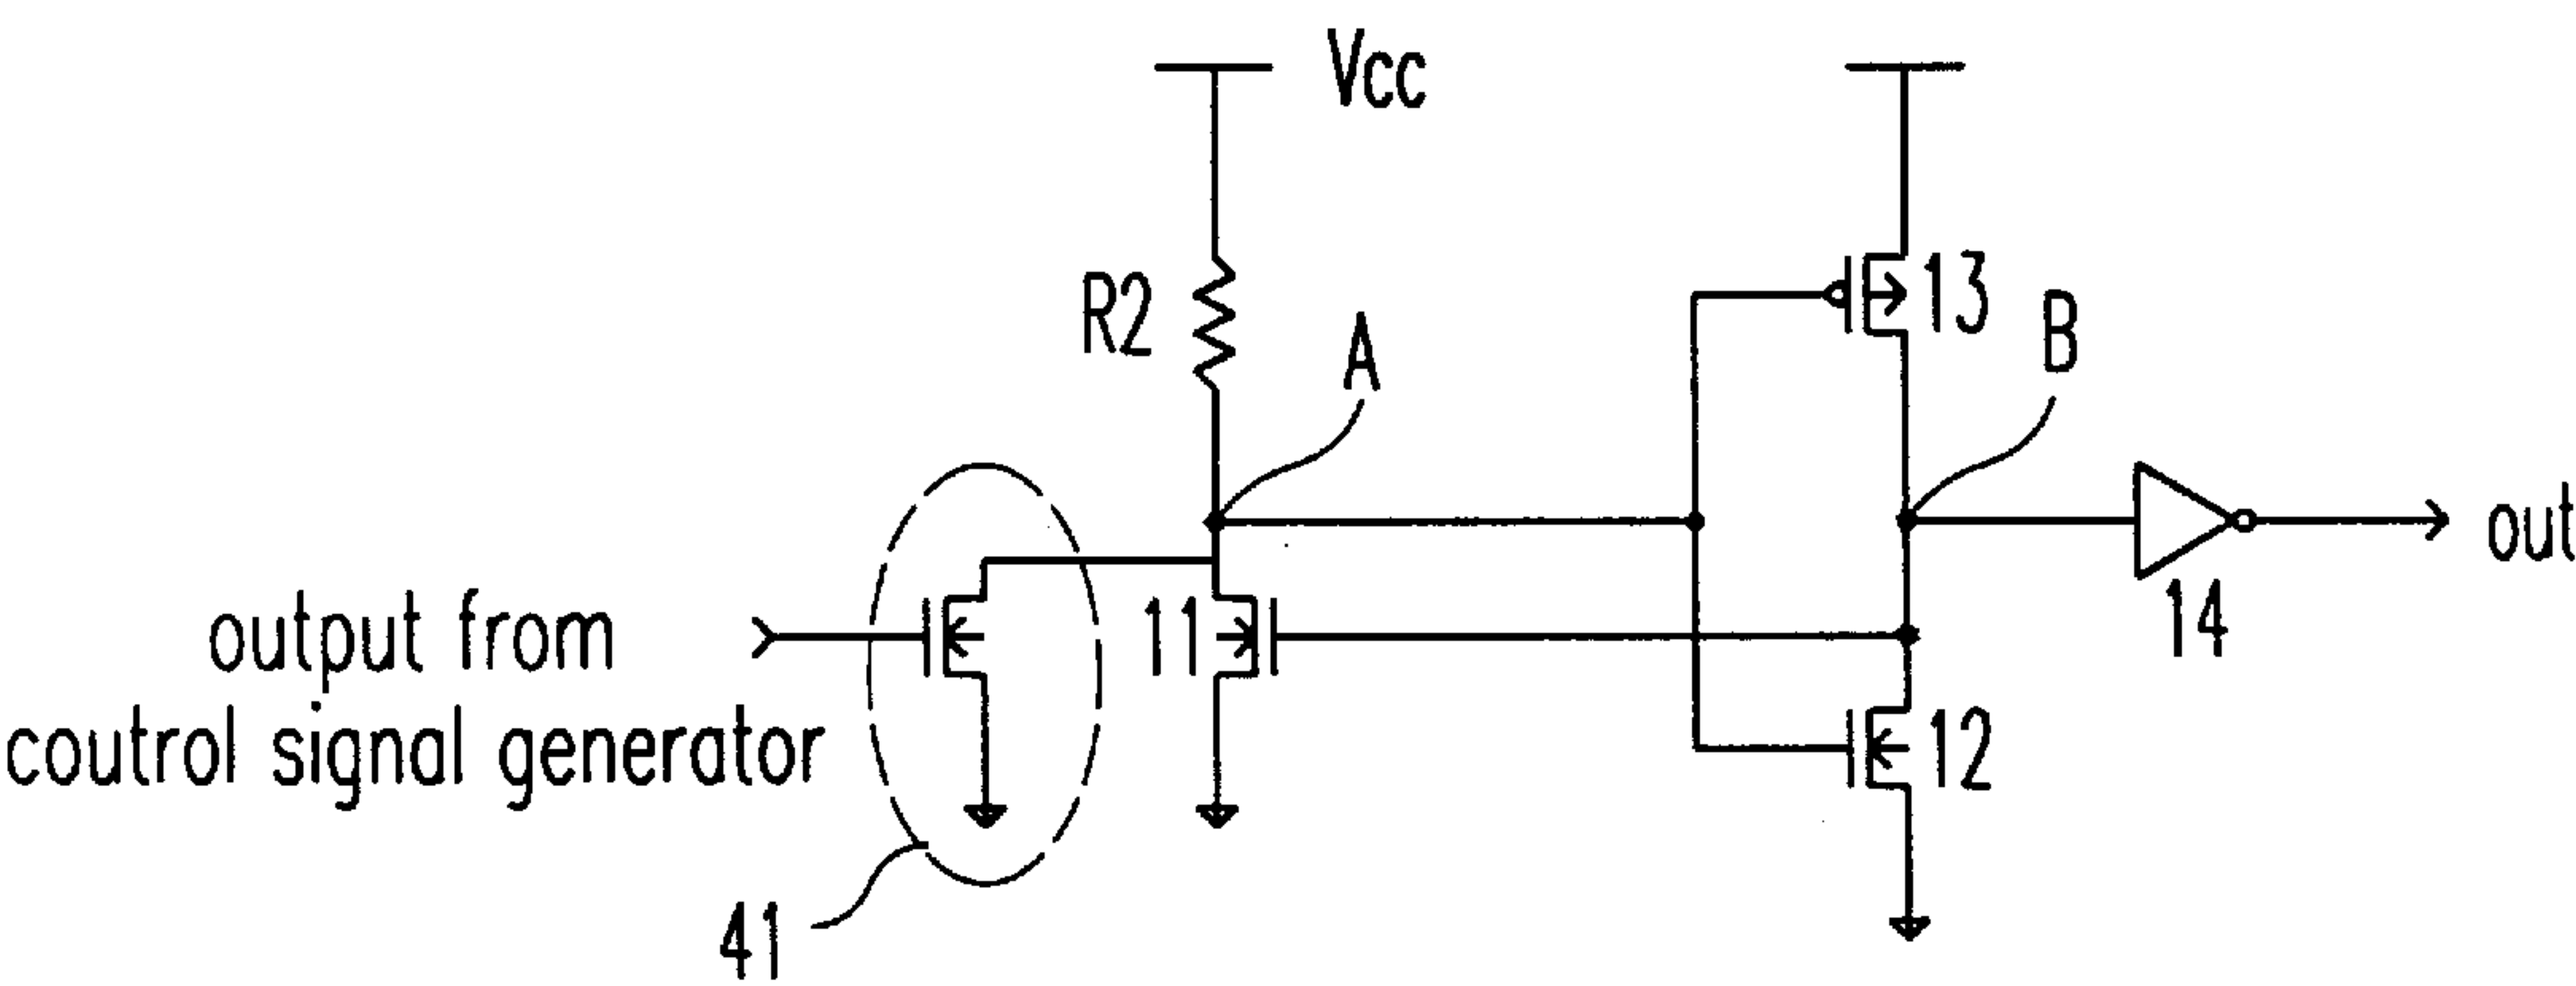 Vcc
R2
A
13
B
out
14
output from
coutrol signal generator
11
12
41